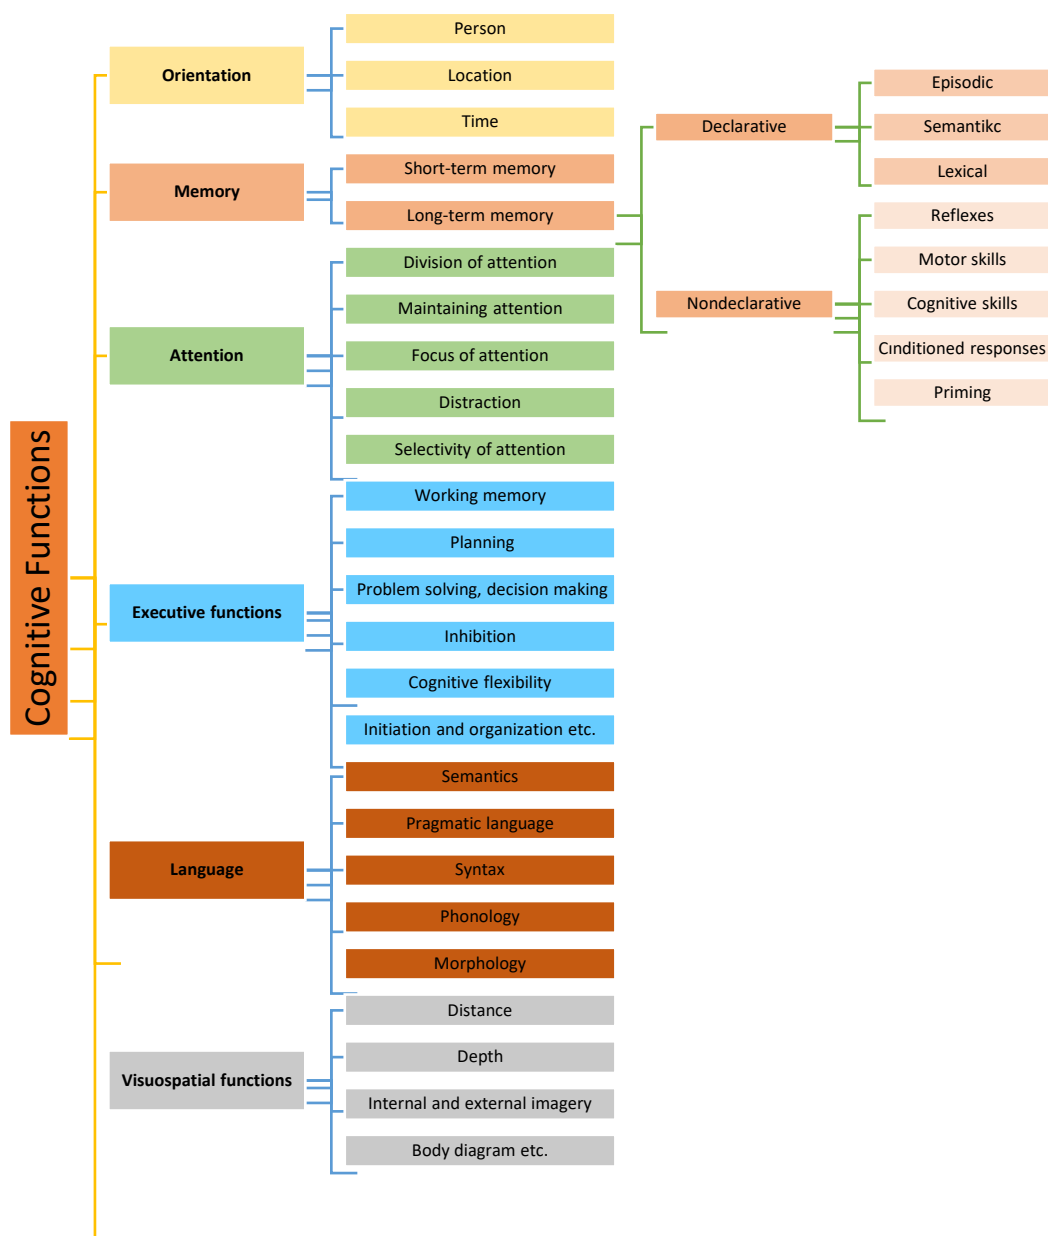 Cognitive Functions
Orientation
Person
Location
Time
Memory
Short-term memory
Long-term memory
Declarative
Episodic
Semantikc
Lexical
Nondeclarative
Reflexes
Motor skills
Cognitive skills
Cınditioned responses
Priming
Attention
Division of attention
Maintaining attention
Focus of attention
Distraction
Selectivity of attention
Executive functions
Working memory
Planning
Problem solving, decision making
Inhibition
Cognitive flexibility
Initiation and organization etc.
Language
Semantics
Pragmatic language
Syntax
Phonology
Morphology
Visuospatial functions
Distance
Depth
Internal and external imagery
Body diagram etc.